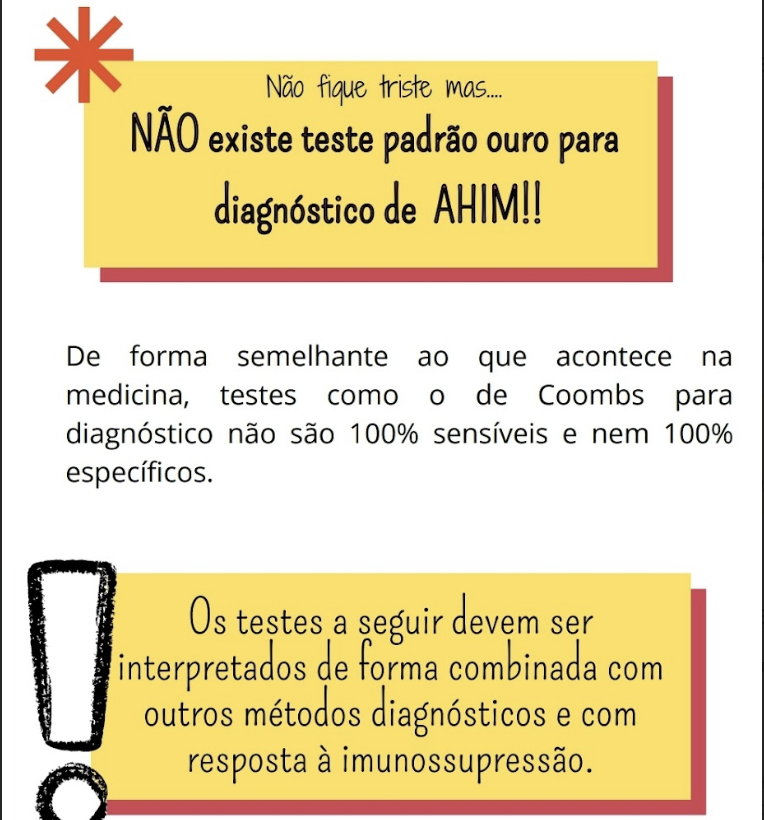 Não fique triste mas....
NÃO existe teste padrão ouro para
diagnóstico de AHIM!!
De forma semelhante ao que acontece na
medicina, testes como o de Coombs para
diagnóstico não são 100% sensíveis e nem 100%
específicos.
Os testes a seguir devem ser
interpretados de forma combinada com
outros métodos diagnósticos e com
resposta à imunossupressão.